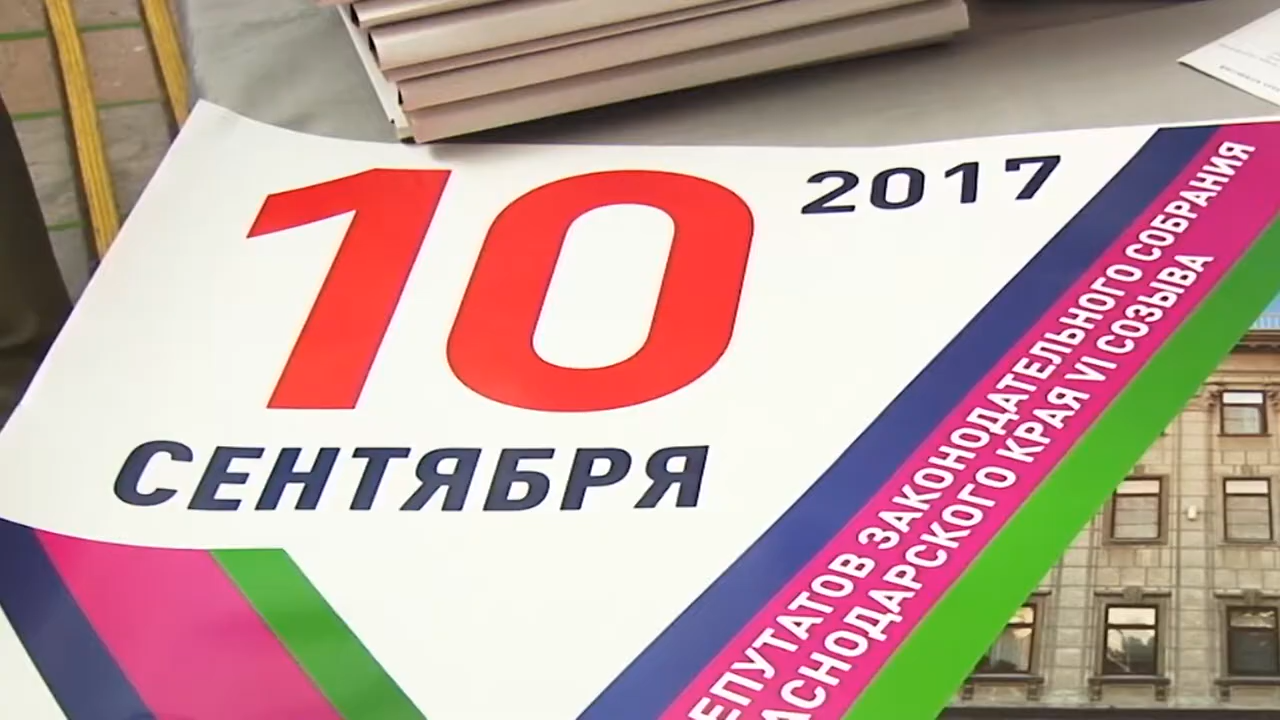 10
2017
СЕНТЯБРЯ
ЕПУТАТОВ ЗАКОНОДАТЕЛЬНОГО СОБРАНИЯ
АСНОДАРСКОГО КРАЯ VI СОЗЫВА